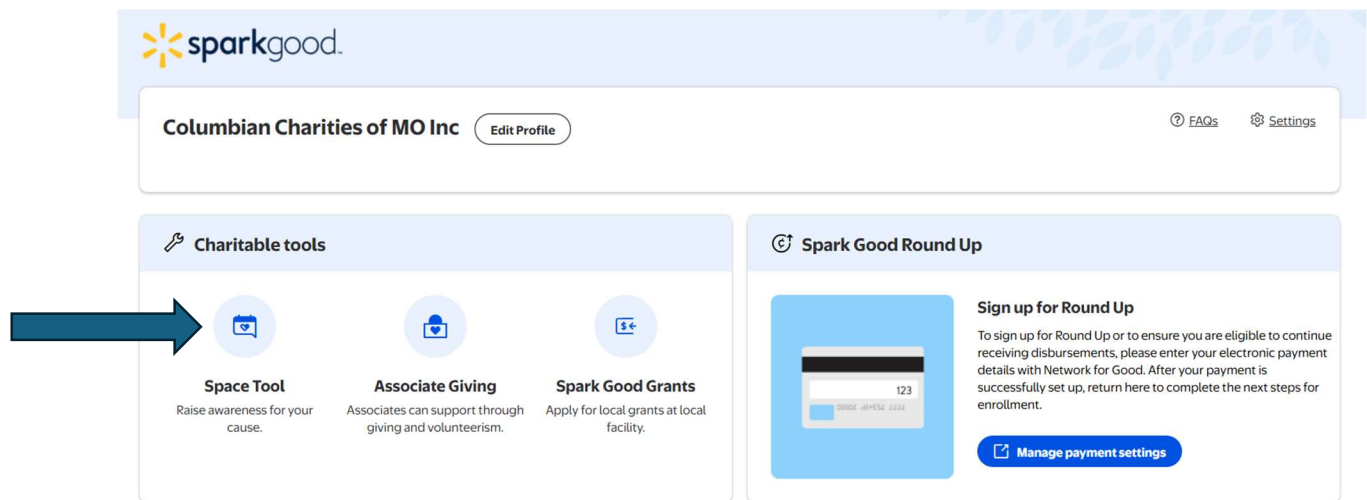 sparkgood
Columbian Charities of MO Inc
Edit Profile
FAQs
Settings
Charitable tools
Space Tool
Raise awareness for your
cause.
Associate Giving
Associates can support through
giving and volunteerism.
Spark Good Grants
Apply for local grants at local
facility.
Spark Good Round Up
123
Sign up for Round Up
To sign up for Round Up or to ensure you are eligible to continue
receiving disbursements, please enter your electronic payment
details with Network for Good. After your payment is
successfully set up, return here to complete the next steps for
enrollment.
Manage payment settings